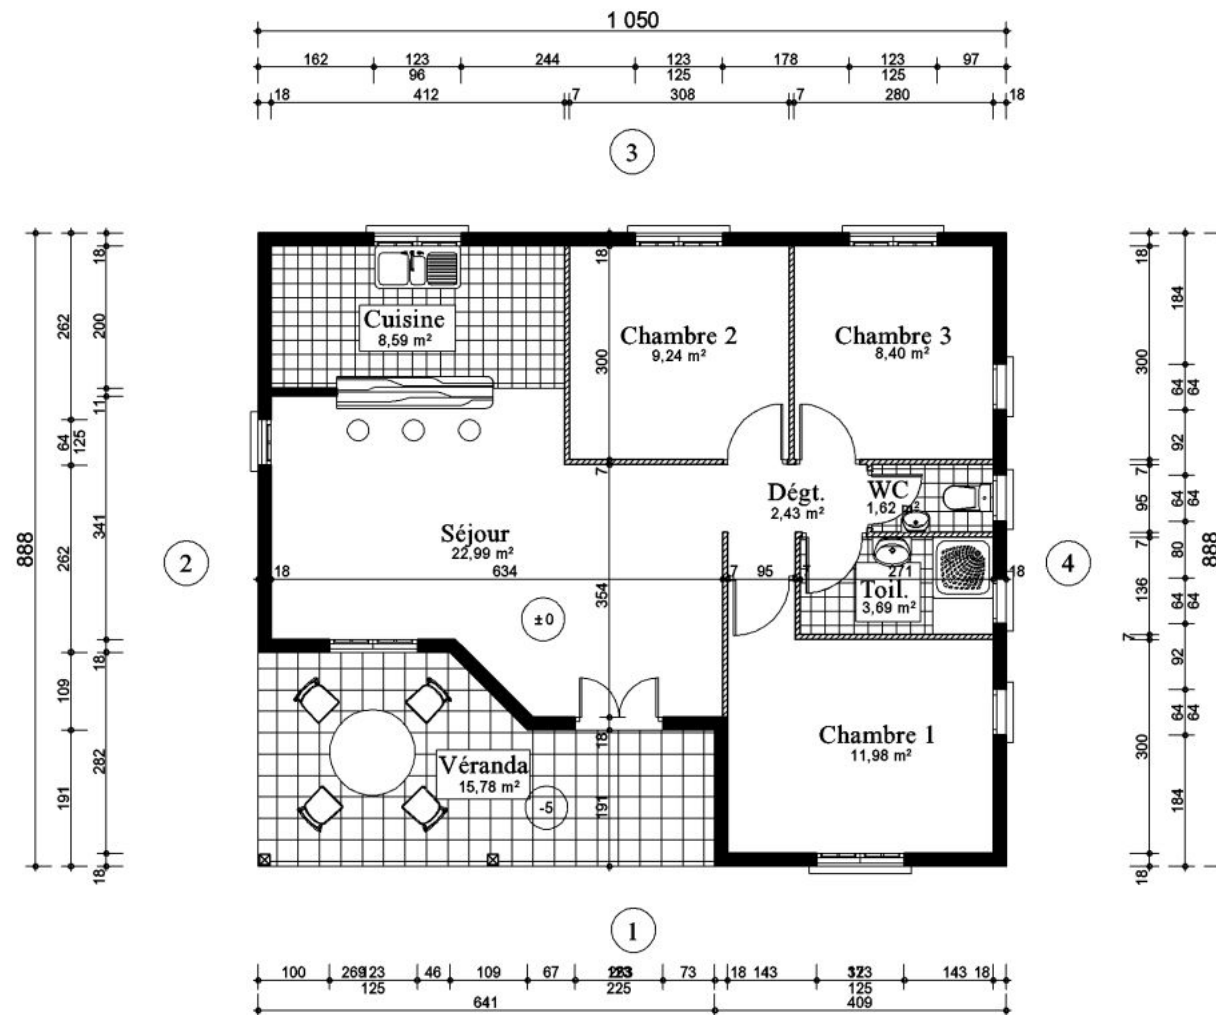 1 050
162 123 244 123 178 123 97
96 125 125
18 412 7 308 7 280 18
3
888
262 64 262 109 191
125
18 200 11 341 18 282 18
Cuisine
8,59 m²
Chambre 2
9,24 m²
Chambre 3
8,40 m²
18 300 7 354 18 191
Dégt.
2,43 m²
WC
1,62 m²
Séjour
22,99 m²
2
18 634 7 95 7 271 18
4
Toil.
3,69 m²
±0
Chambre 1
11,98 m²
Véranda
15,78 m²
-5
18 300 7 95 7 136 7 300 18
184 64 92 64 80 64 92 64 184
64 64 64 64
888
1
100 269 123 46 109 67 73 18 143 123 143 18
125 225 125
641 409